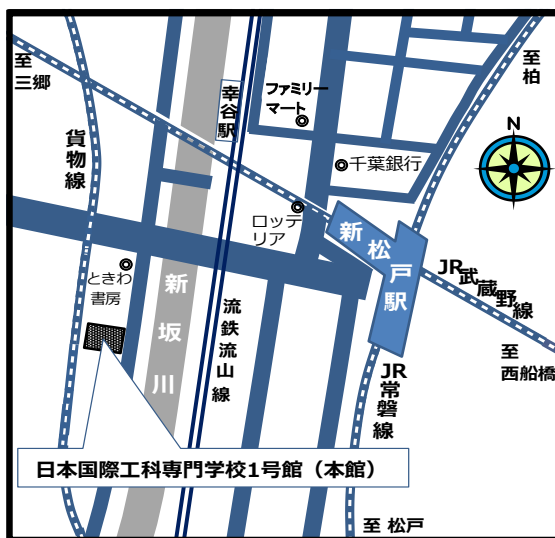 至
三郷
貨物線
幸谷駅
ファミリー
マート
至
柏
N
千葉銀行
ロッテ
リア
新松戸駅
JR武蔵野線
ときわ
書房
新坂川
流鉄流山線
JR常磐線
至
西船橋
日本国際工科専門学校1号館（本館）
至 松戸